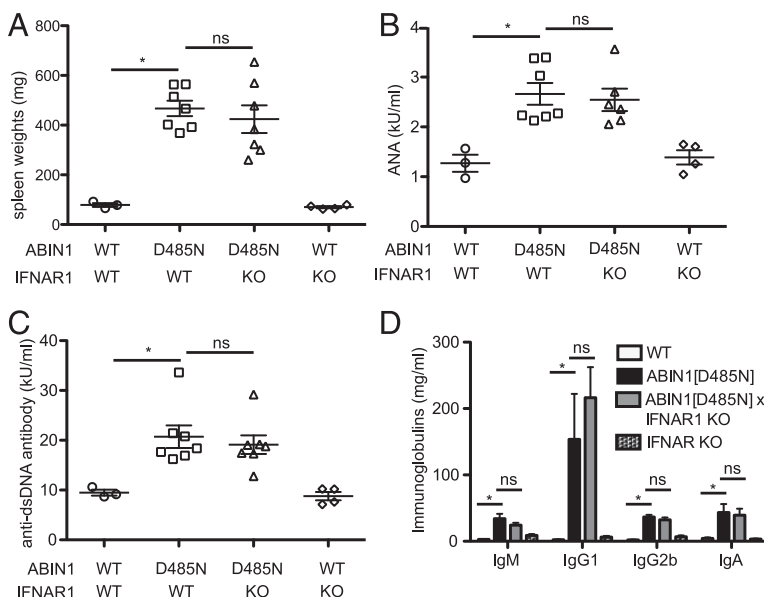 A
ns
*
800
600
400
200
0
spleen weights (mg)
ABIN1 WT D485N D485N WT
IFNAR1 WT WT KO KO
B
*
ns
4
3
2
1
0
ANA (kU/ml)
ABIN1 WT D485N D485N WT
IFNAR1 WT WT KO KO
C
*
ns
40
30
20
10
0
anti-dsDNA antibody (kU/ml)
ABIN1 WT D485N D485N WT
IFNAR1 WT WT KO KO
D
300
200
100
0
Immunoglobulins (mg/ml)
WT
ABIN1[D485N]
ABIN1[D485N] x
IFNAR1 KO
IFNAR KO
* ns
* ns
* ns
* ns
IgM IgG1 IgG2b IgA